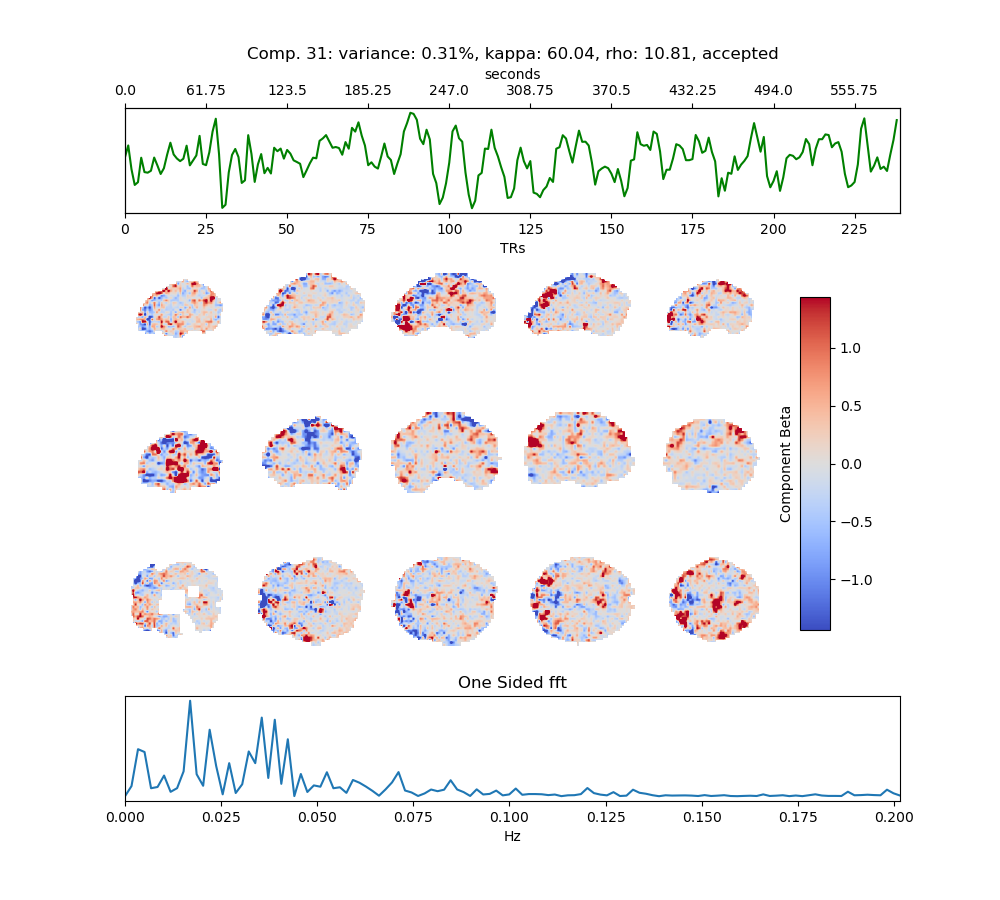 Comp. 31: variance: 0.31%, kappa: 60.04, rho: 10.81, accepted
seconds
0.0 61.75 123.5 185.25 247.0 308.75 370.5 432.25 494.0 555.75
0 25 50 75 100 125 150 175 200 225
TRs
1.0
0.5
0.0
−0.5
−1.0
Component Beta
One Sided fft
0.000 0.025 0.050 0.075 0.100 0.125 0.150 0.175 0.200
Hz